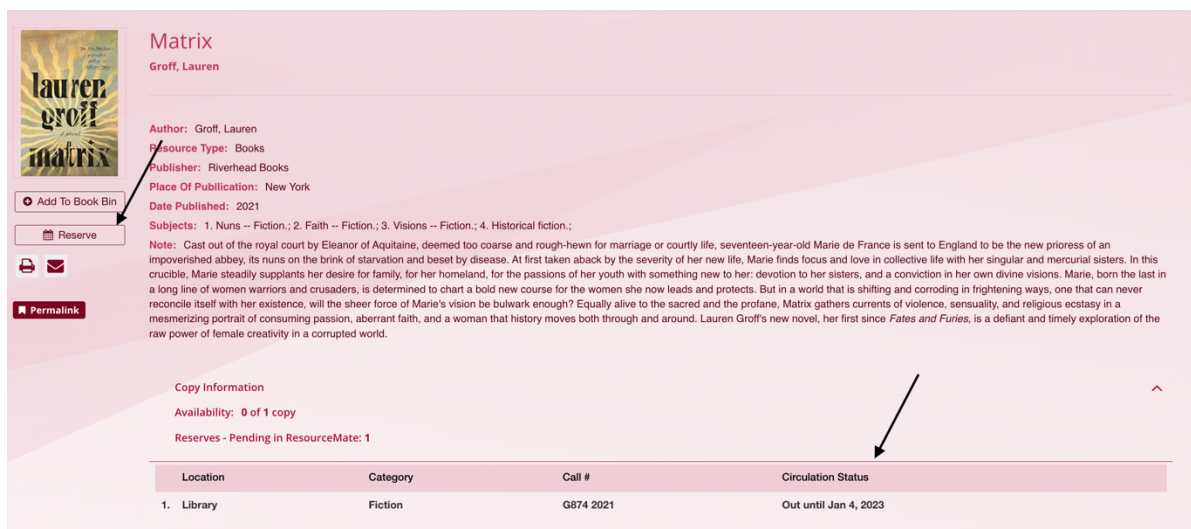 Matrix
Groff, Lauren
lauren
groff
matrix
Author: Groff, Lauren
Resource Type: Books
Publisher: Riverhead Books
Place Of Publlication: New York
Date Published: 2021
Subjects: 1. Nuns -- Fiction.; 2. Faith -- Fiction.; 3. Visions -- Fiction.; 4. Historical fiction.;
Note: Cast out of the royal court by Eleanor of Aquitaine, deemed too coarse and rough-hewn for marriage or courtly life, seventeen-year-old Marie de France is sent to England to be the new prioress of an
impoverished abbey, its nuns on the brink of starvation and beset by disease. At first taken aback by the severity of her new life, Marie finds focus and love in collective life with her singular and mercurial sisters. In this
crucible, Marie steadily supplants her desire for family, for her homeland, for the passions of her youth with something new to her: devotion to her sisters, and a conviction in her own divine visions. Marie, born the last in
a long line of women warriors and crusaders, is determined to chart a bold new course for the women she now leads and protects. But in a world that is shifting and corroding in frightening ways, one that can never
reconcile itself with her existence, will the sheer force of Marie's vision be bulwark enough? Equally alive to the sacred and the profane, Matrix gathers currents of violence, sensuality, and religious ecstasy in a
mesmerizing portrait of consuming passion, aberrant faith, and a woman that history moves both through and around. Lauren Groff's new novel, her first since Fates and Furies, is a defiant and timely exploration of the
raw power of female creativity in a corrupted world.
Add To Book Bin
Reserve
Permalink
Copy Information
Availability: 0 of 1 copy
Reserves - Pending in ResourceMate: 1
Location Category Call # Circulation Status
1. Library Fiction G874 2021 Out until Jan 4, 2023